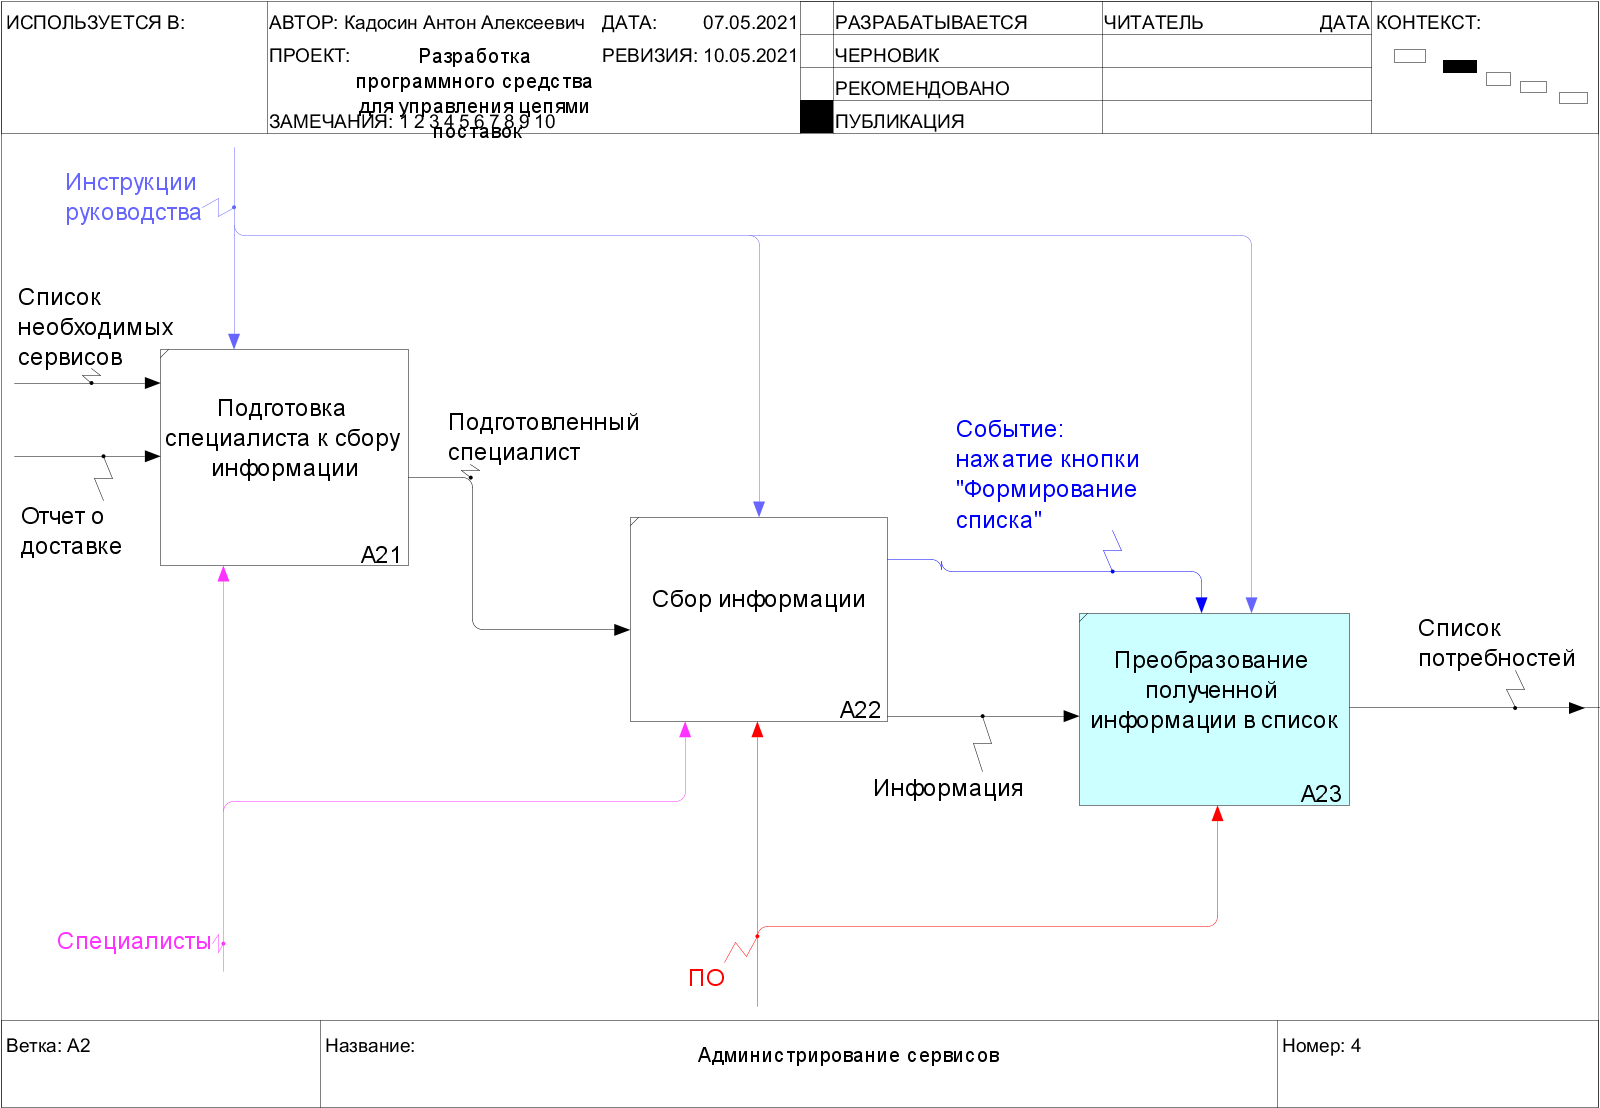 ИСПОЛЬЗУЕТСЯ В:
АВТОР: Кадосин Антон Алексеевич
ДАТА: 07.05.2021
РАЗРАБАТЫВАЕТСЯ
ЧИТАТЕЛЬ
ДАТА
КОНТЕКСТ:
ПРОЕКТ:
Разработка
программного средства
для управления цепями
поставок
РЕВИЗИЯ: 10.05.2021
ЧЕРНОВИК
РЕКОМЕНДОВАНО
ЗАМЕЧАНИЯ: 1 2 3 4 5 6 7 8 9 10
ПУБЛИКАЦИЯ
Инструкции
руководства
Список
необходимых
сервисов
Отчет о
доставке
Подготовка
специалиста к сбору
информации
A21
Подготовленный
специалист
Сбор информации
A22
Событие:
нажатие кнопки
"Формирование
списка"
Информация
Преобразование
полученной
информации в список
A23
Список
потребностей
Специалисты
ПО
Ветка: A2
Название:
Администрирование сервисов
Номер: 4